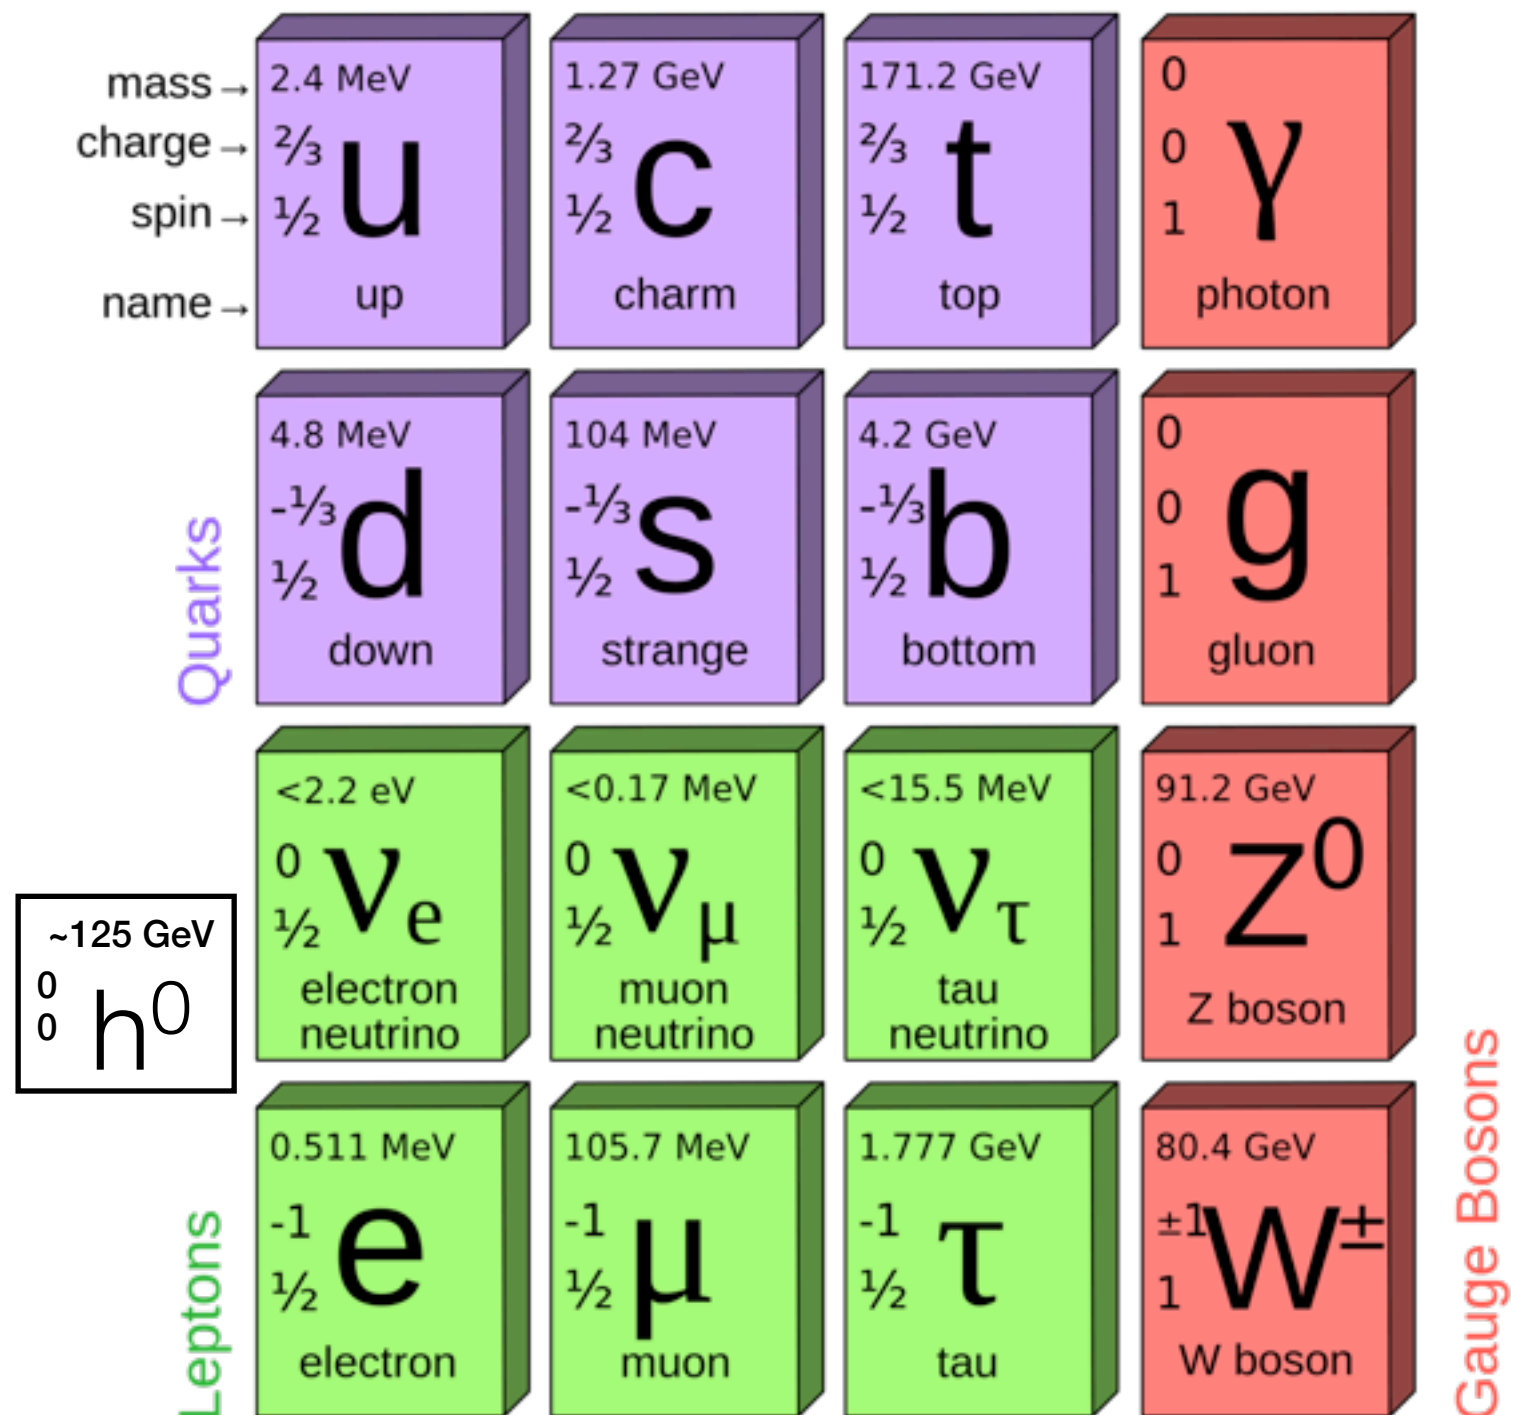 mass→
charge→
spin→
name→
2.4 MeV
⅔
½
u
up
1.27 GeV
⅔
½
c
charm
171.2 GeV
⅔
½
t
top
0
0
1
γ
photon
Quarks
4.8 MeV
-⅓
½
d
down
104 MeV
-⅓
½
s
strange
4.2 GeV
-⅓
½
b
bottom
0
0
1
g
gluon
~125 GeV
0
0
h⁰
<2.2 eV
0
½
νe
electron
neutrino
<0.17 MeV
0
½
νμ
muon
neutrino
<15.5 MeV
0
½
ντ
tau
neutrino
91.2 GeV
0
1
Z⁰
Z boson
Leptons
0.511 MeV
-1
½
e
electron
105.7 MeV
-1
½
μ
muon
1.777 GeV
-1
½
τ
tau
80.4 GeV
±1
1
W±
W boson
Gauge Bosons